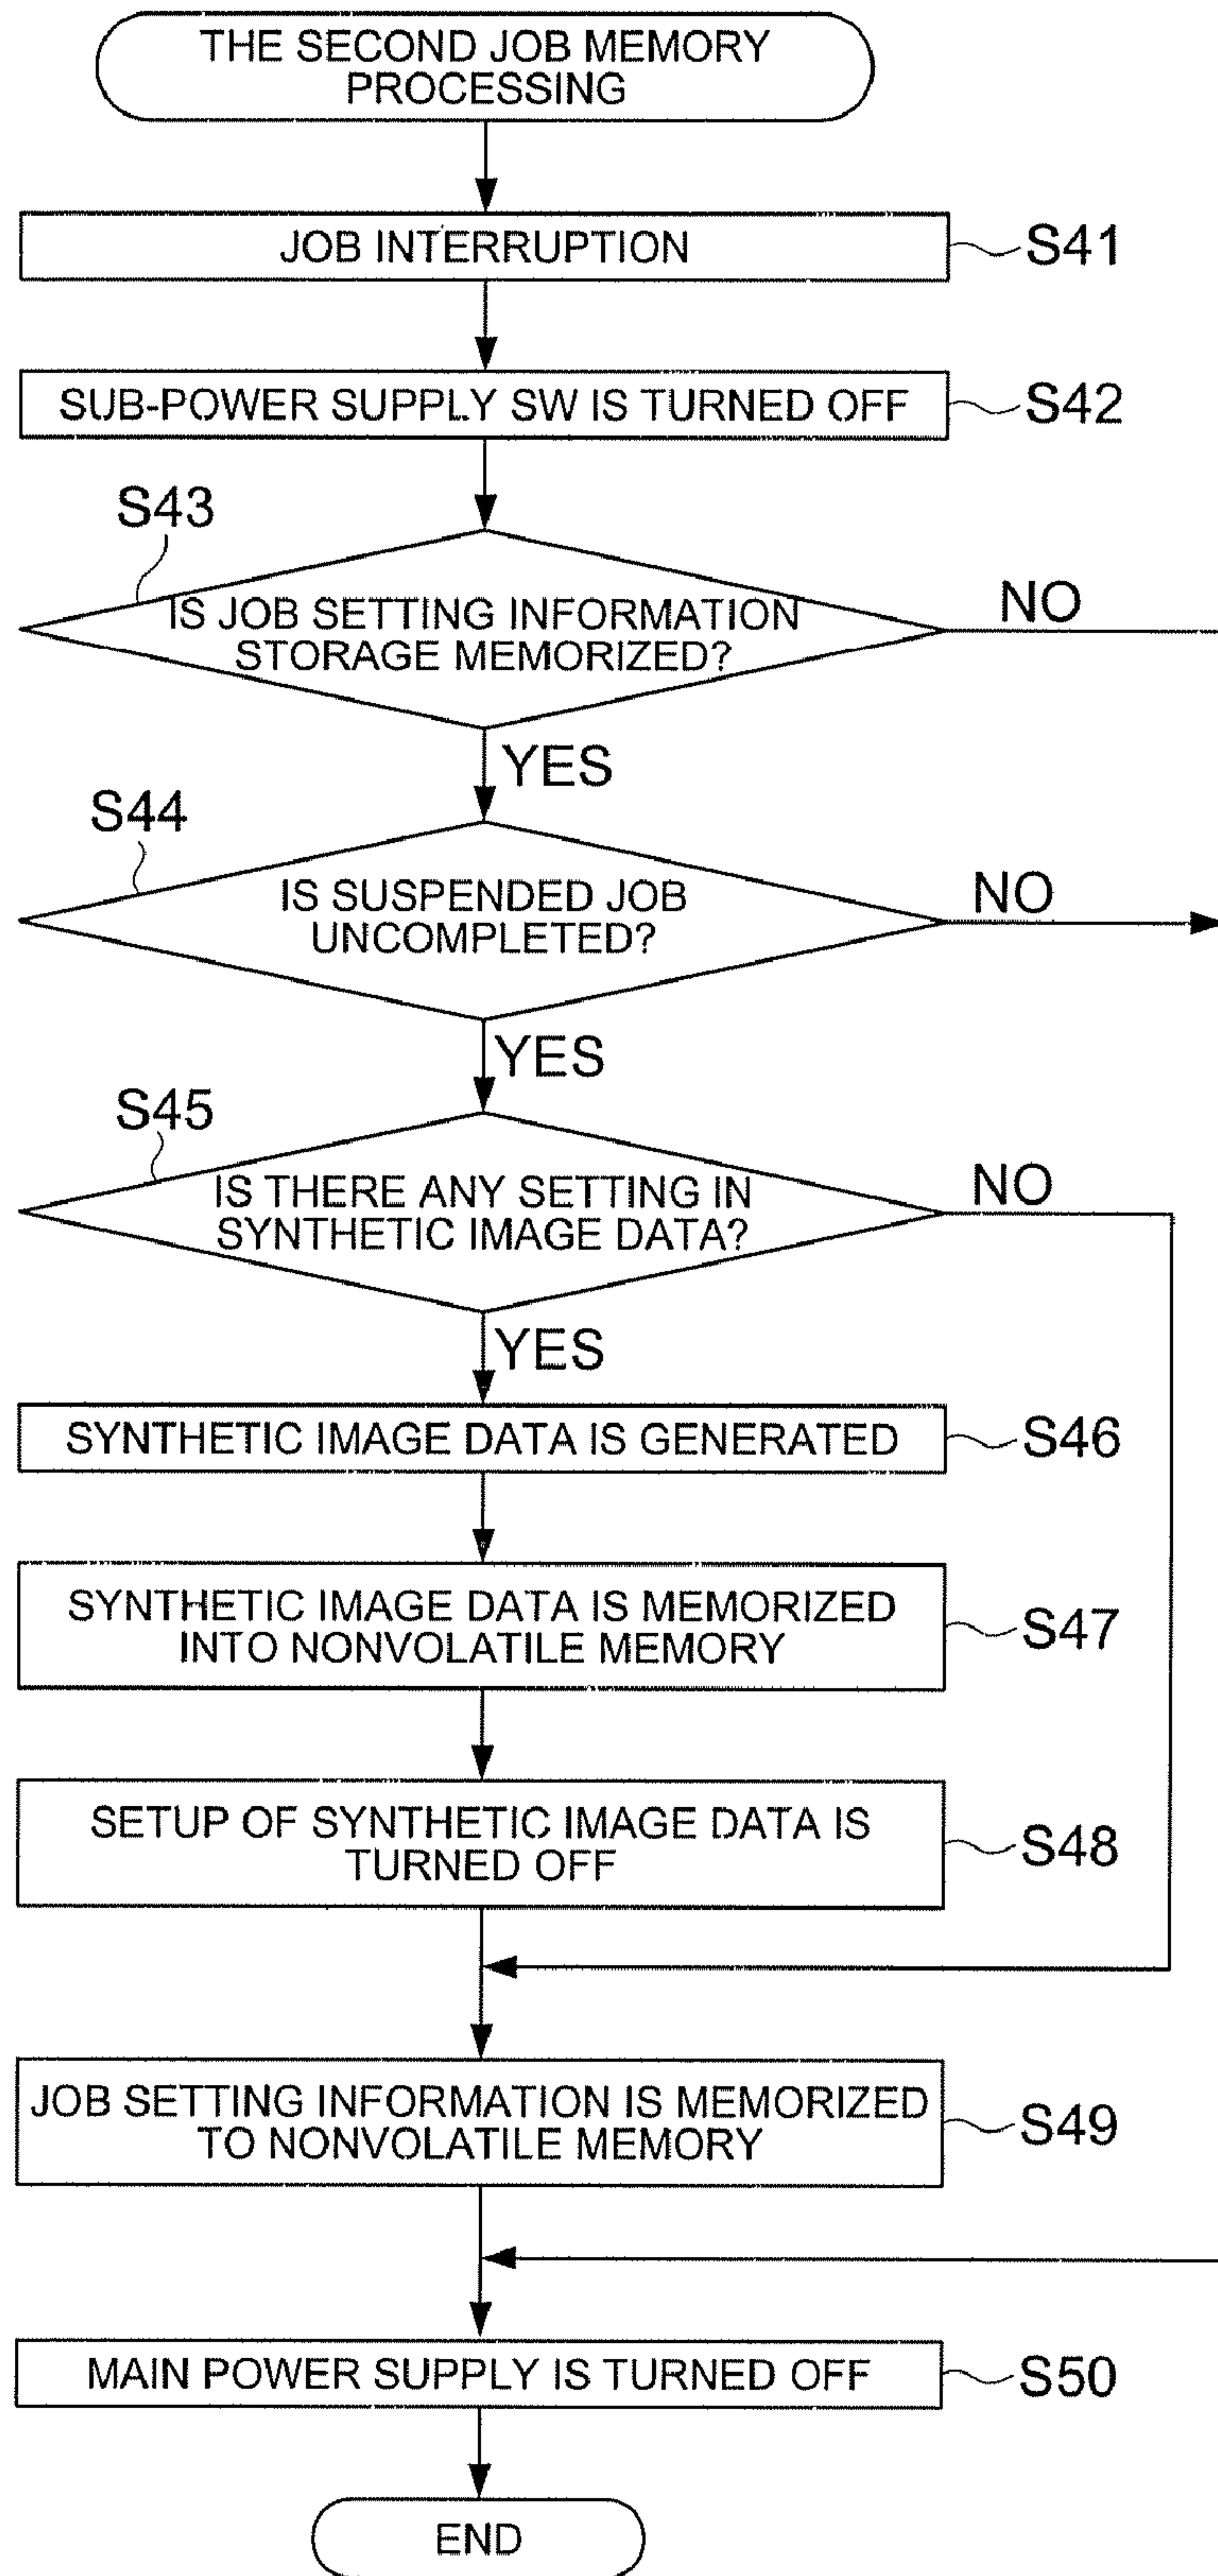 THE SECOND JOB MEMORY
PROCESSING
JOB INTERRUPTION
S41
SUB-POWER SUPPLY SW IS TURNED OFF
S42
S43
IS JOB SETTING INFORMATION
STORAGE MEMORIZED?
NO
YES
S44
IS SUSPENDED JOB
UNCOMPLETED?
NO
YES
S45
IS THERE ANY SETTING IN
SYNTHETIC IMAGE DATA?
NO
YES
SYNTHETIC IMAGE DATA IS GENERATED
S46
SYNTHETIC IMAGE DATA IS MEMORIZED
INTO NONVOLATILE MEMORY
S47
SETUP OF SYNTHETIC IMAGE DATA IS
TURNED OFF
S48
JOB SETTING INFORMATION IS MEMORIZED
TO NONVOLATILE MEMORY
S49
MAIN POWER SUPPLY IS TURNED OFF
S50
END